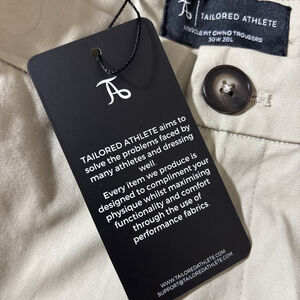 TAILORED ATHLETE
MUSCLE FIT CHINO TROUSERS
30W 28L
TAILORED ATHLETE aims to
solve the problems faced by
many athletes and dressing
well.
Every item we produce is
designed to compliment your
physique whilst maximising
functionality and comfort
through the use of
performance fabrics.
WWW.TAILOREDATHLETE.COM
SUPPORT@TAILOREDATHLETE.COM